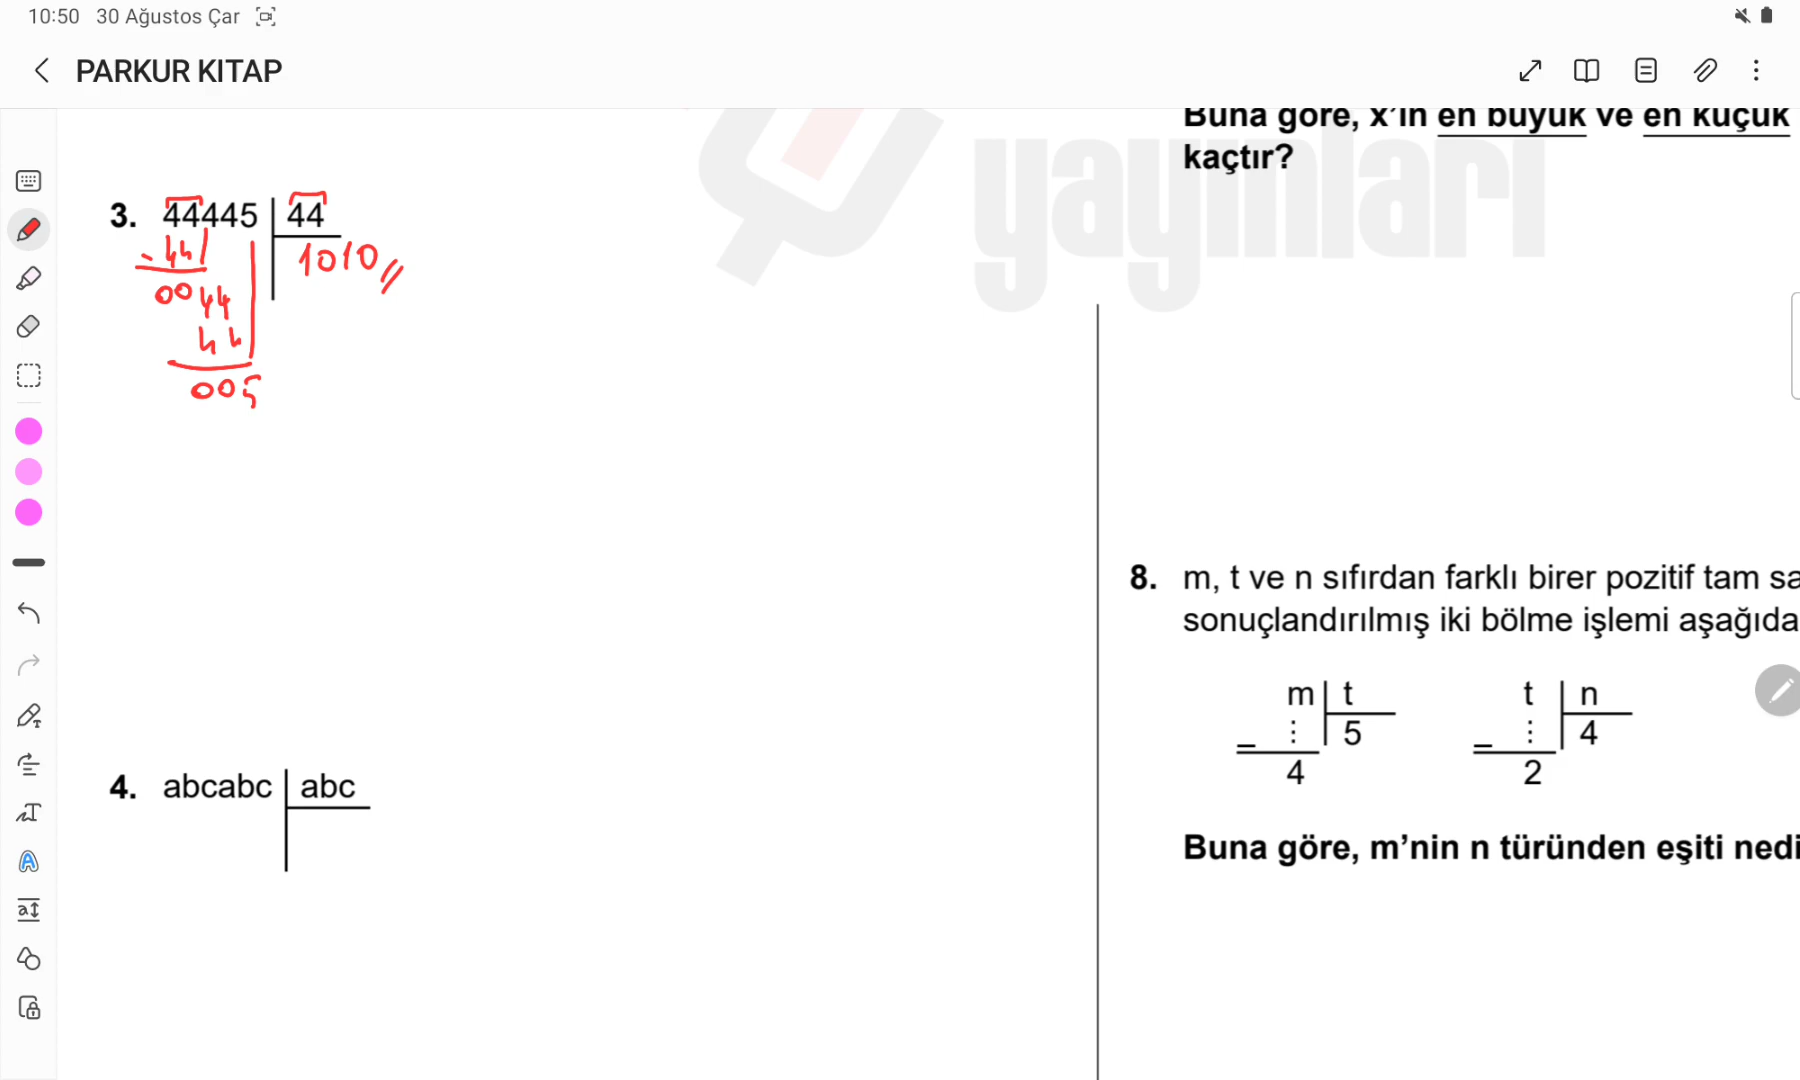 10:50 30 Ağustos Çar
PARKUR KITAP
3. 44445 44
- 44 1010
0044
44
005
4. abcabc abc
yayınları
Buna göre, x'in en büyük ve en küçük
kaçtır?
8. m, t ve n sıfırdan farklı birer pozitif tam sa
sonuçlandırılmış iki bölme işlemi aşağıda
m t t n
- ⋮ 5 - ⋮ 4
4 2
Buna göre, m'nin n türünden eşiti nedi